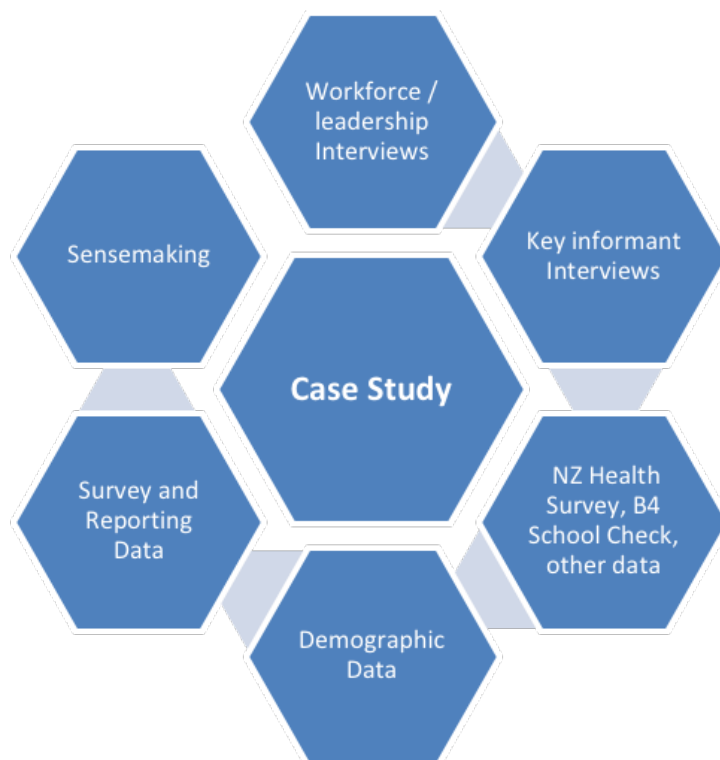 Workforce /
leadership
Interviews
Sensemaking
Key informant
Interviews
Case Study
Survey and
Reporting
Data
NZ Health
Survey, B4
School Check,
other data
Demographic
Data